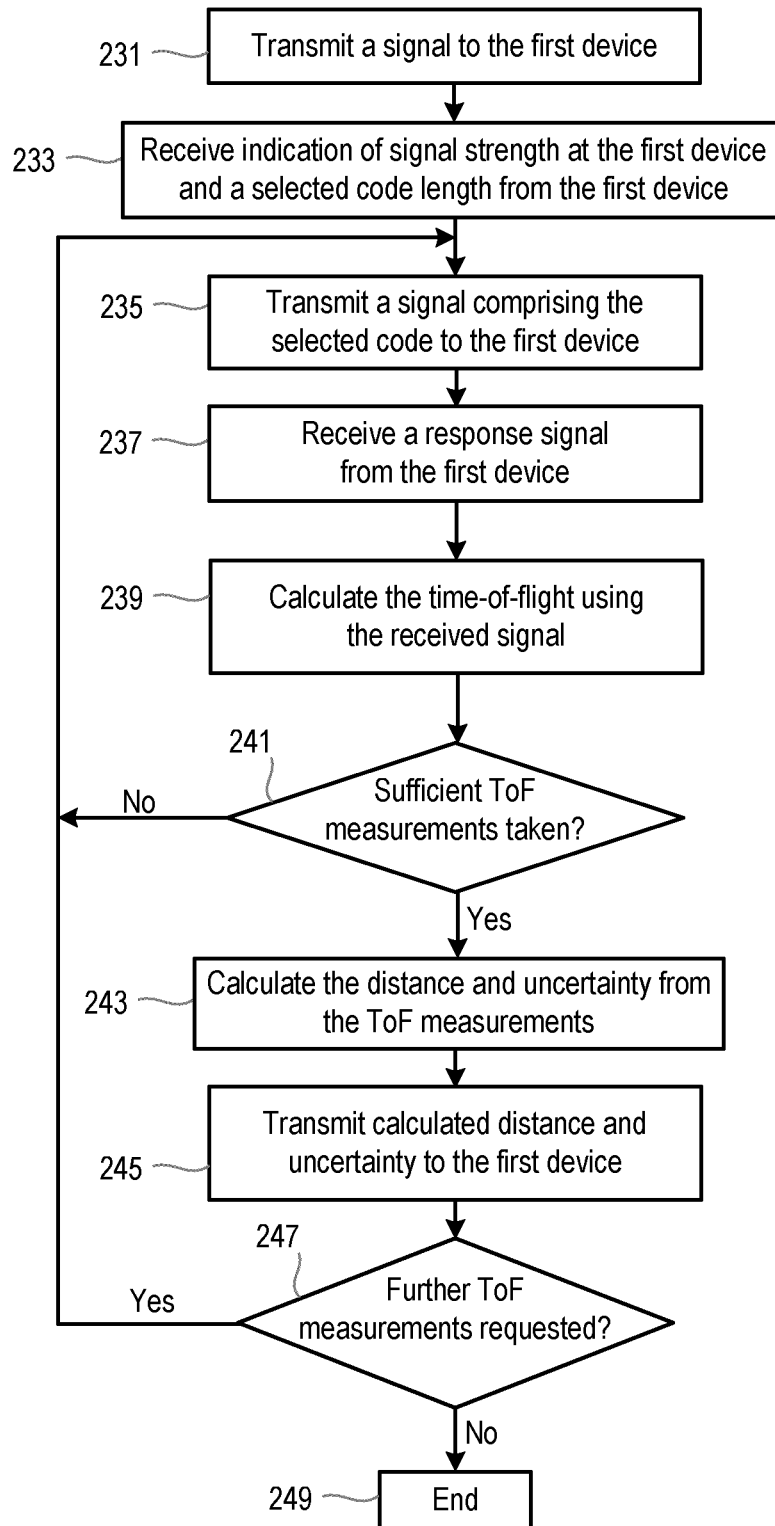 231
Transmit a signal to the first device
233
Receive indication of signal strength at the first device
and a selected code length from the first device
235
Transmit a signal comprising the
selected code to the first device
237
Receive a response signal
from the first device
239
Calculate the time-of-flight using
the received signal
241
Sufficient ToF
measurements taken?
No
Yes
243
Calculate the distance and uncertainty from
the ToF measurements
245
Transmit calculated distance and
uncertainty to the first device
247
Further ToF
measurements requested?
Yes
No
249
End